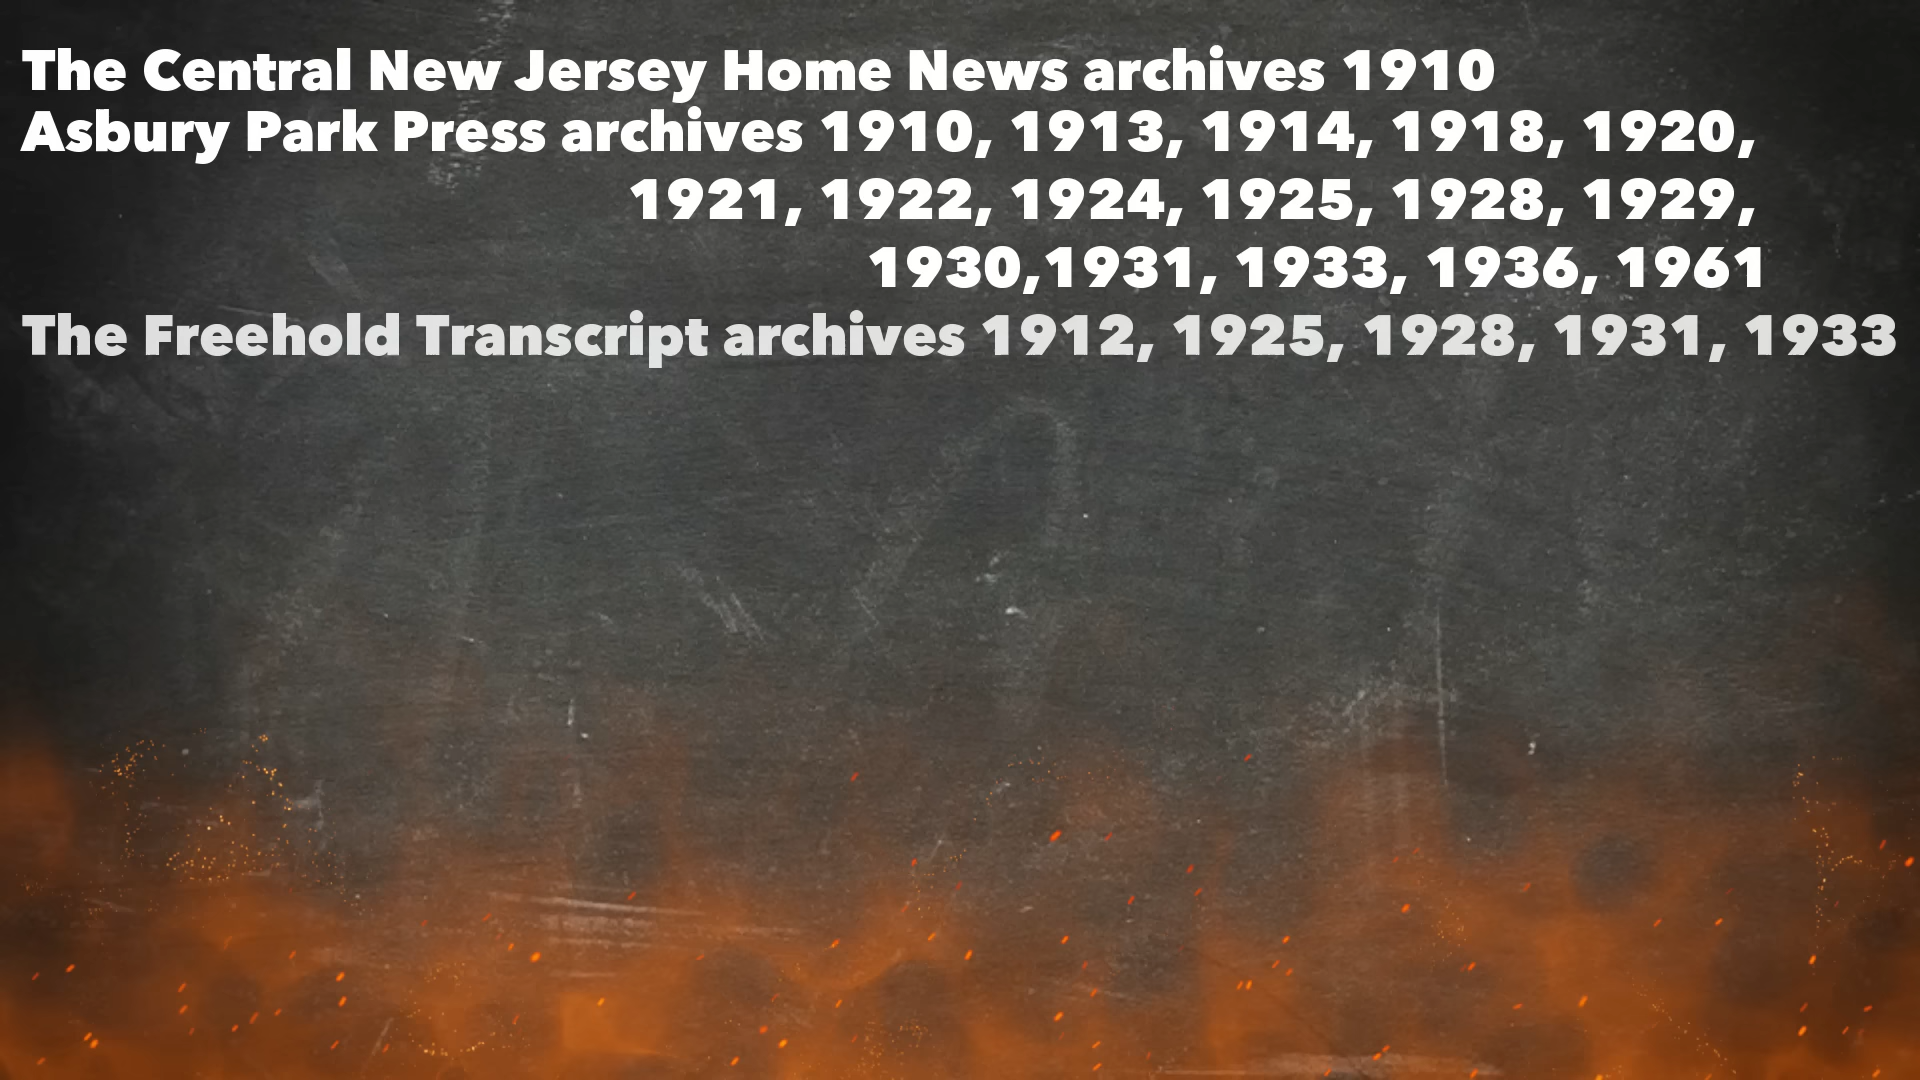 The Central New Jersey Home News archives 1910
Asbury Park Press archives 1910, 1913, 1914, 1918, 1920,
1921, 1922, 1924, 1925, 1928, 1929,
1930,1931, 1933, 1936, 1961
The Freehold Transcript archives 1912, 1925, 1928, 1931, 1933